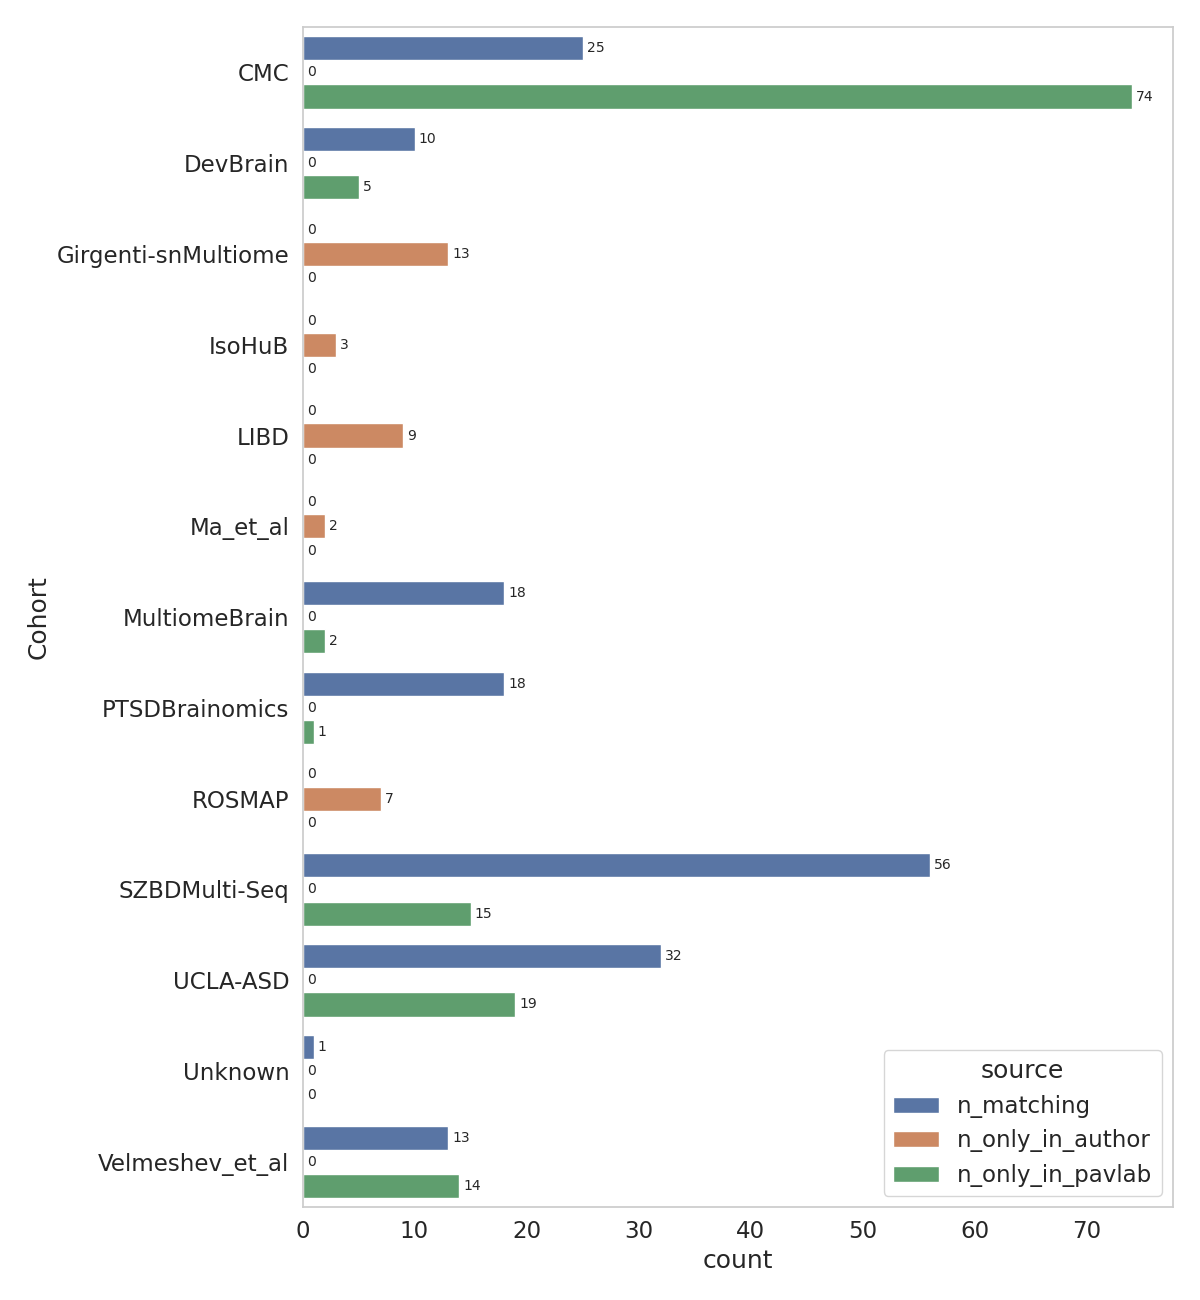 CMC
25
0
74
DevBrain
10
0
5
Girgenti-snMultiome
0
13
0
IsoHuB
0
3
0
LIBD
0
9
0
Ma_et_al
0
2
0
MultiomeBrain
18
0
2
PTSDBrainomics
18
0
1
ROSMAP
0
7
0
SZBDMulti-Seq
56
0
15
UCLA-ASD
32
0
19
Unknown
1
0
0
Velmeshev_et_al
13
0
14
Cohort
source
n_matching
n_only_in_author
n_only_in_pavlab
0 10 20 30 40 50 60 70
count